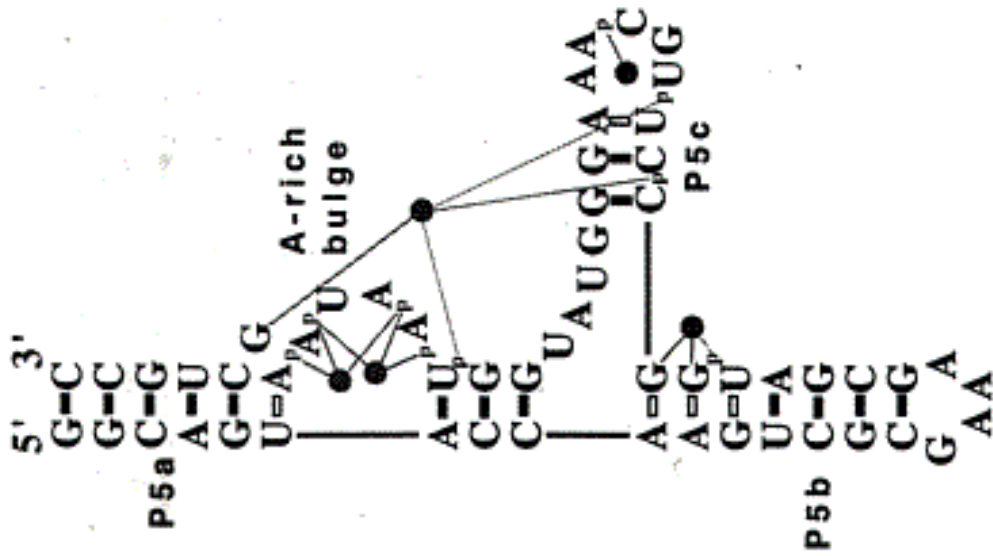 5' 3'
G C
G C
C G
A U
G C
U A
P5a
G
P A P U A P A P
A-rich
bulge
A U P
C G
C G
U A U G G G A A A P C G U P U C P C
P5c
A G
A G P
G U
U A
C G
G C
C G
G A A A
P5b